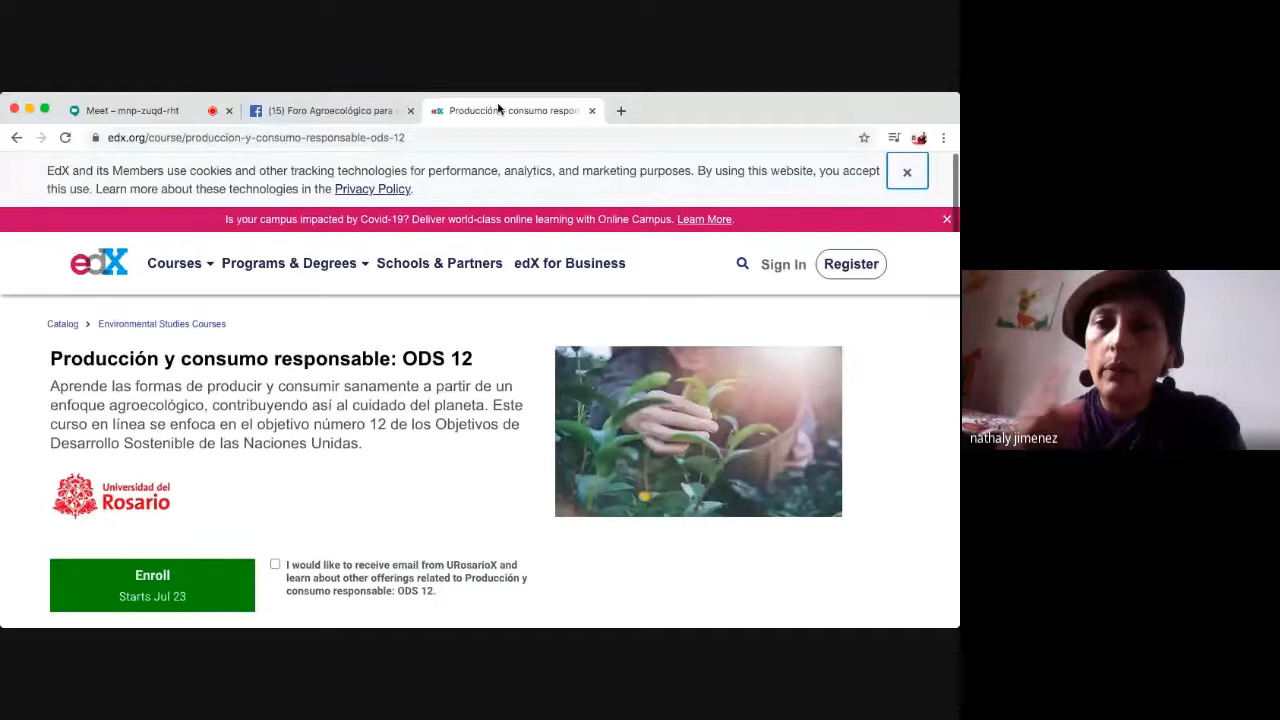 Meet – mnp-zuqd-rht
(15) Foro Agroecológico para
Producción y consumo respon
edx.org/course/produccion-y-consumo-responsable-ods-12
EdX and its Members use cookies and other tracking technologies for performance, analytics, and marketing purposes. By using this website, you accept
this use. Learn more about these technologies in the Privacy Policy.
Is your campus impacted by Covid-19? Deliver world-class online learning with Online Campus. Learn More.
edX
Courses
Programs & Degrees
Schools & Partners
edX for Business
Sign In
Register
Catalog
Environmental Studies Courses
Producción y consumo responsable: ODS 12
Aprende las formas de producir y consumir sanamente a partir de un
enfoque agroecológico, contribuyendo así al cuidado del planeta. Este
curso en línea se enfoca en el objetivo número 12 de los Objetivos de
Desarrollo Sostenible de las Naciones Unidas.
Universidad del
Rosario
Enroll
Starts Jul 23
I would like to receive email from URosarioX and
learn about other offerings related to Producción y
consumo responsable: ODS 12.
nathaly jimenez